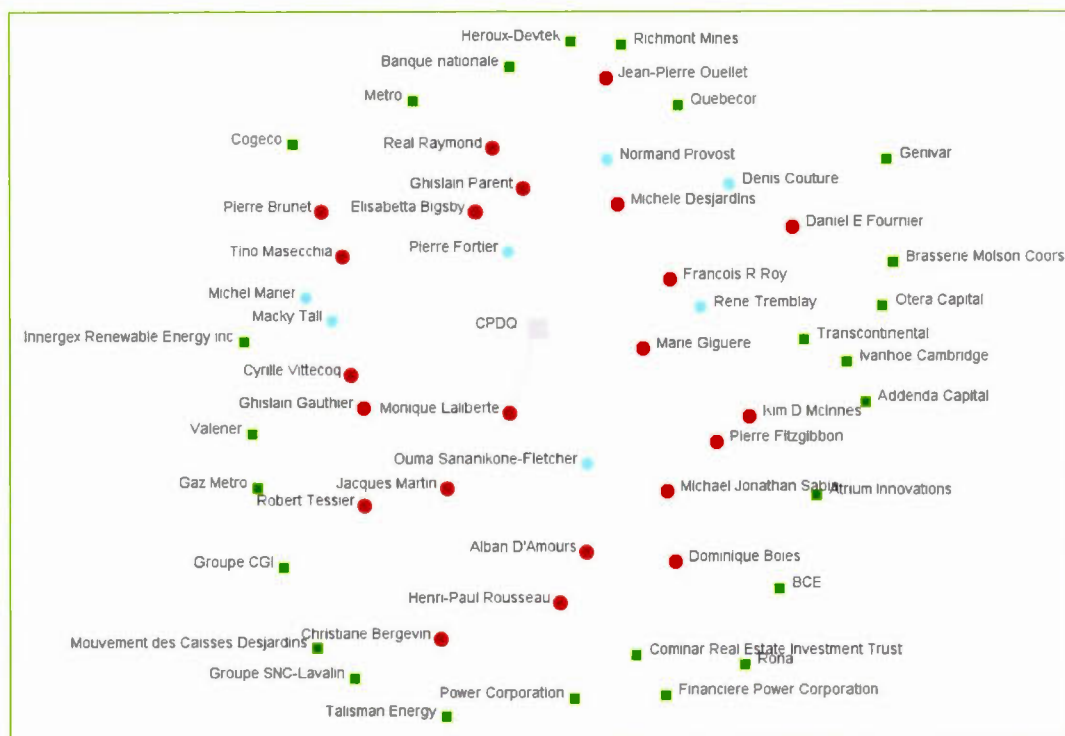 Heroux-Devtek
Richmont Mines
Banque nationale
Jean-Pierre Ouellet
Metro
Quebecor
Cogeco
Real Raymond
Normand Provost
Genivar
Ghislain Parent
Denis Couture
Pierre Brunet
Elisabetta Bigsby
Michele Desjardins
Daniel E Fournier
Tino Masecchia
Pierre Fortier
Brasserie Molson Coors
Francois R Roy
Michel Marier
Rene Tremblay
Otera Capital
Macky Tall
CPDQ
Innergex Renewable Energy inc
Transcontinental
Marie Giguere
Ivanhoe Cambridge
Cyrille Vittecoq
Ghislain Gauthier
Monique Laliberte
Addenda Capital
Kim D McInnes
Valener
Pierre Fitzgibbon
Ouma Sananikone-Fletcher
Gaz Metro
Jacques Martin
Michael Jonathan Sabia
Atrium Innovations
Robert Tessier
Alban D'Amours
Dominique Boies
Groupe CGI
BCE
Henri-Paul Rousseau
Christiane Bergevin
Mouvement des Caisses Desjardins
Cominar Real Estate Investment Trust
Rona
Groupe SNC-Lavalin
Power Corporation
Financiere Power Corporation
Talisman Energy